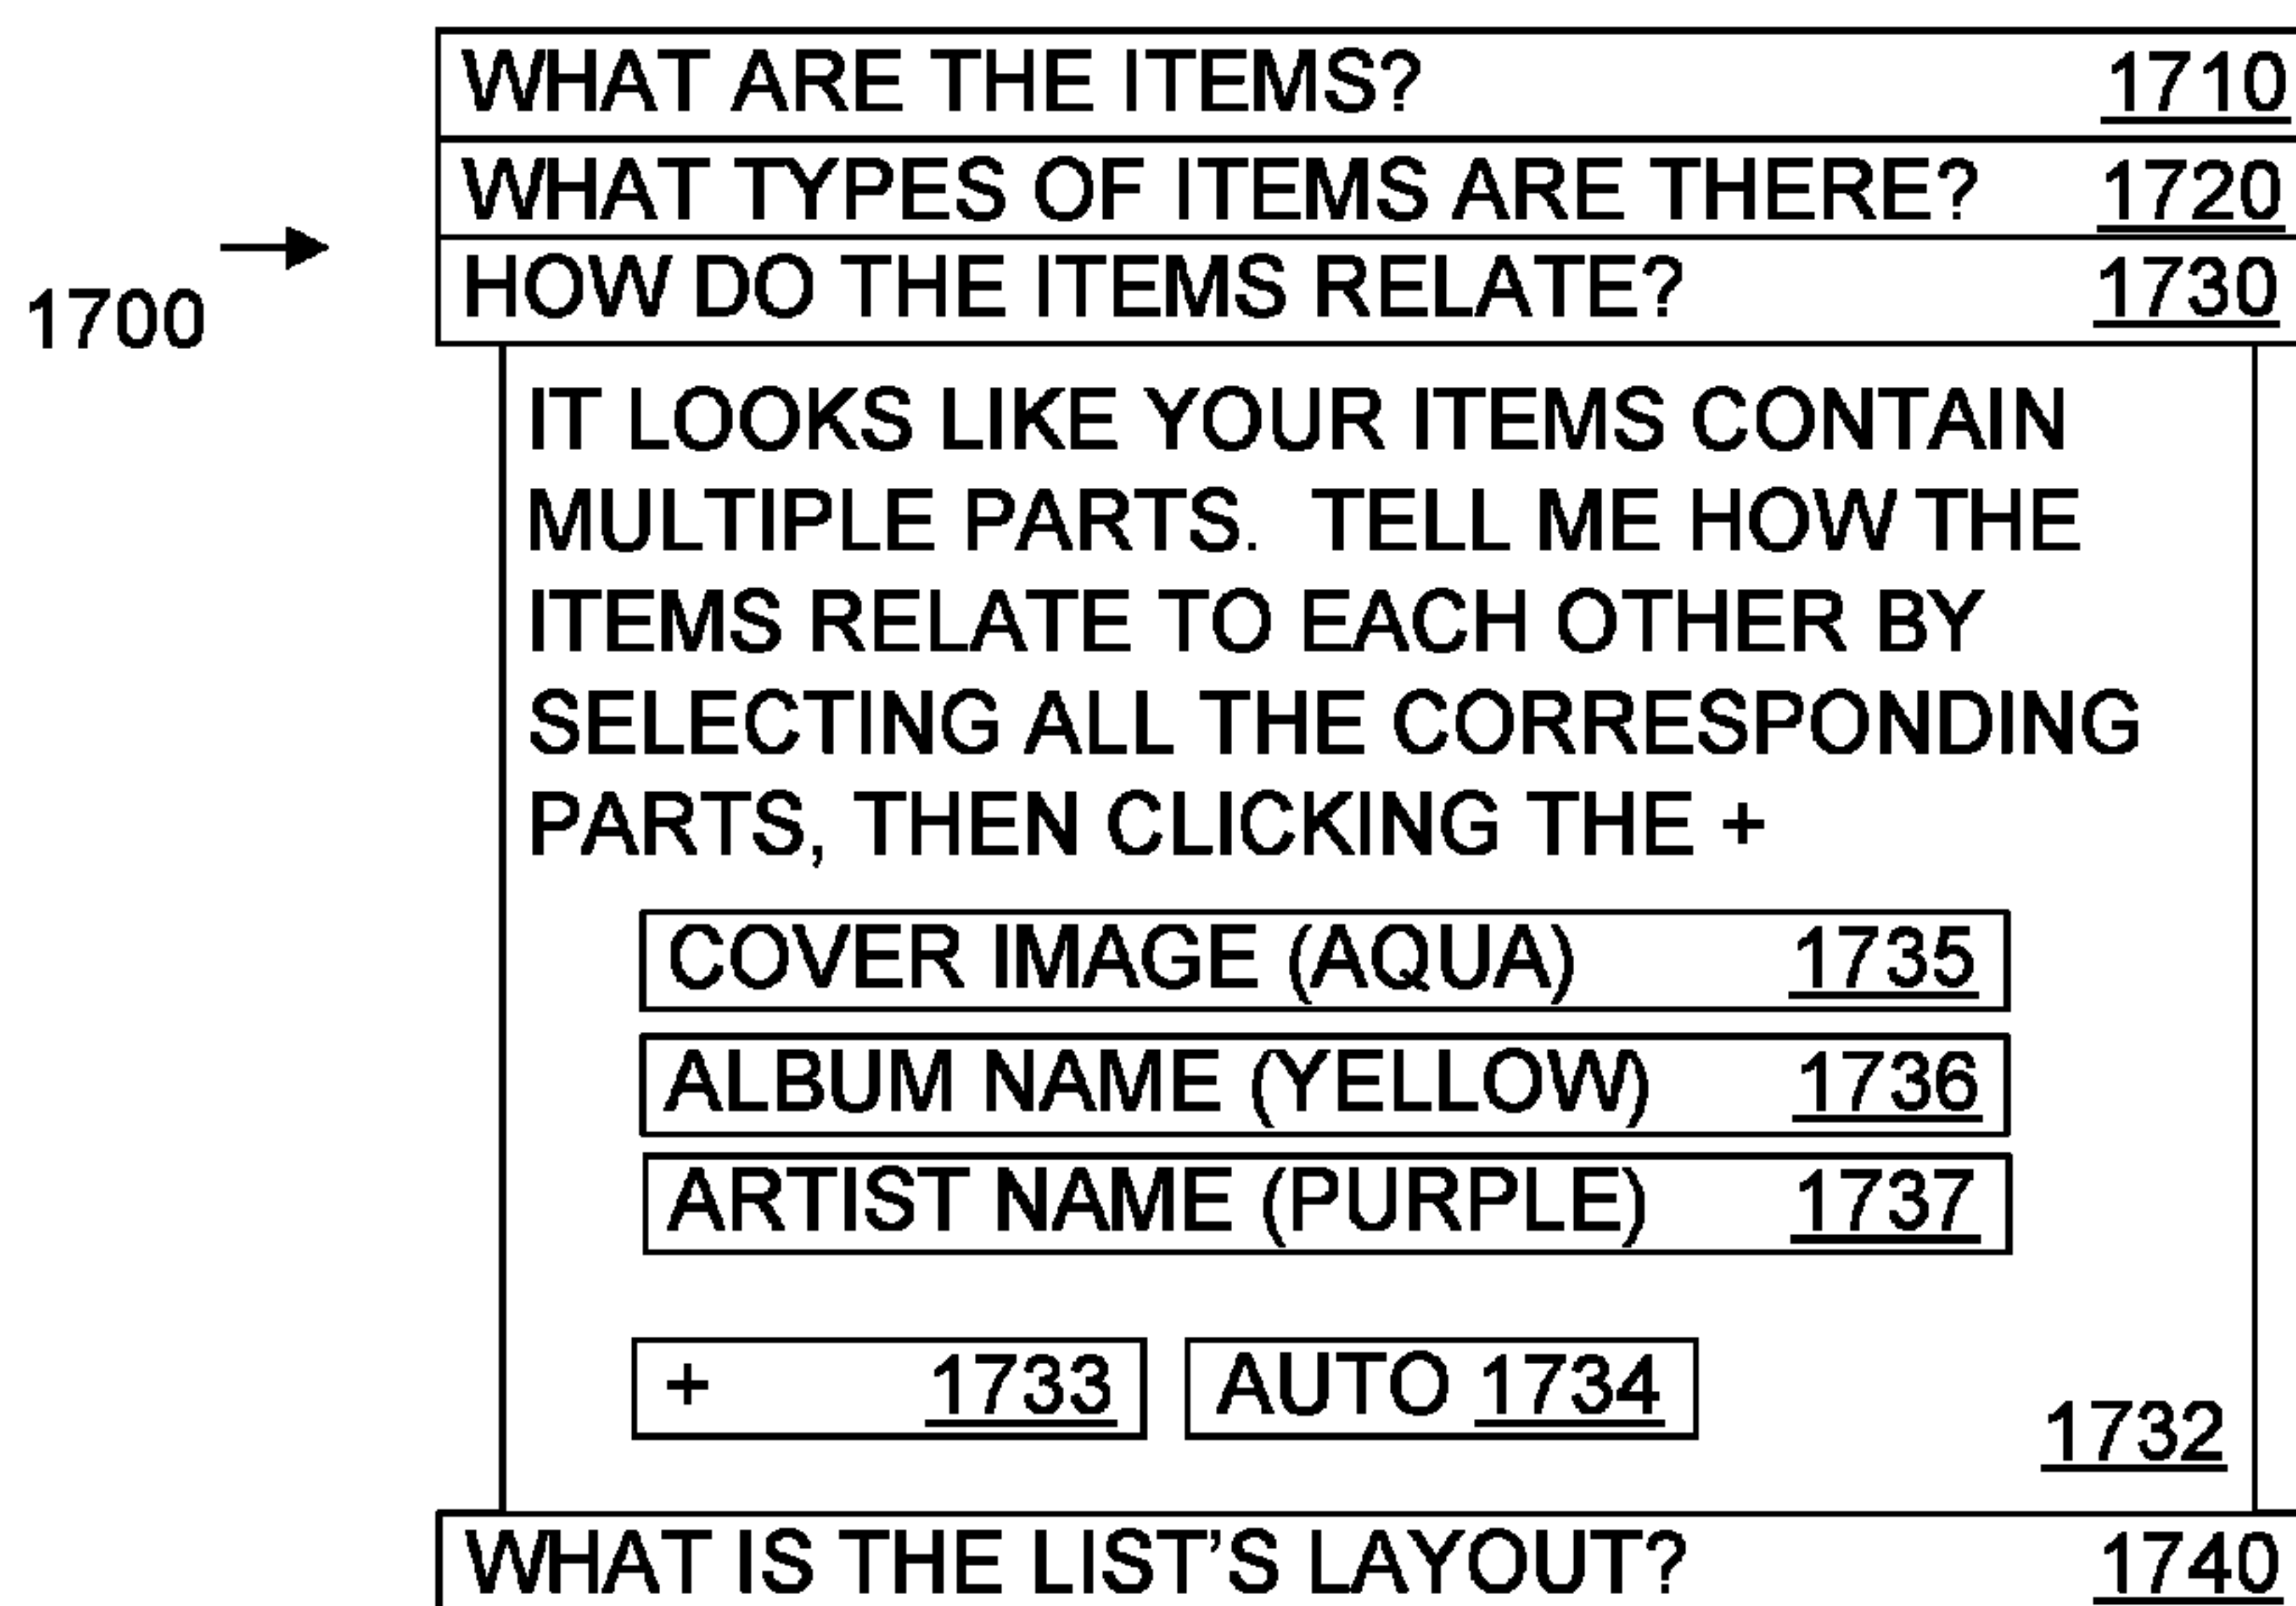 WHAT ARE THE ITEMS? 1710
WHAT TYPES OF ITEMS ARE THERE? 1720
HOW DO THE ITEMS RELATE? 1730
1700
IT LOOKS LIKE YOUR ITEMS CONTAIN
MULTIPLE PARTS. TELL ME HOW THE
ITEMS RELATE TO EACH OTHER BY
SELECTING ALL THE CORRESPONDING
PARTS, THEN CLICKING THE +
COVER IMAGE (AQUA) 1735
ALBUM NAME (YELLOW) 1736
ARTIST NAME (PURPLE) 1737
+ 1733 AUTO 1734
1732
WHAT IS THE LIST'S LAYOUT? 1740